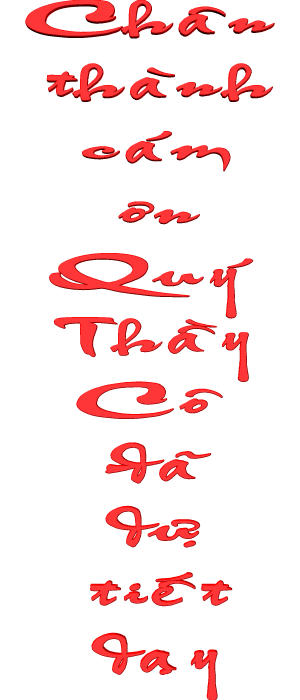 Chân
thành
cám
ơn
Quý
Thầy
Cô
đã
dự
tiết
dạy